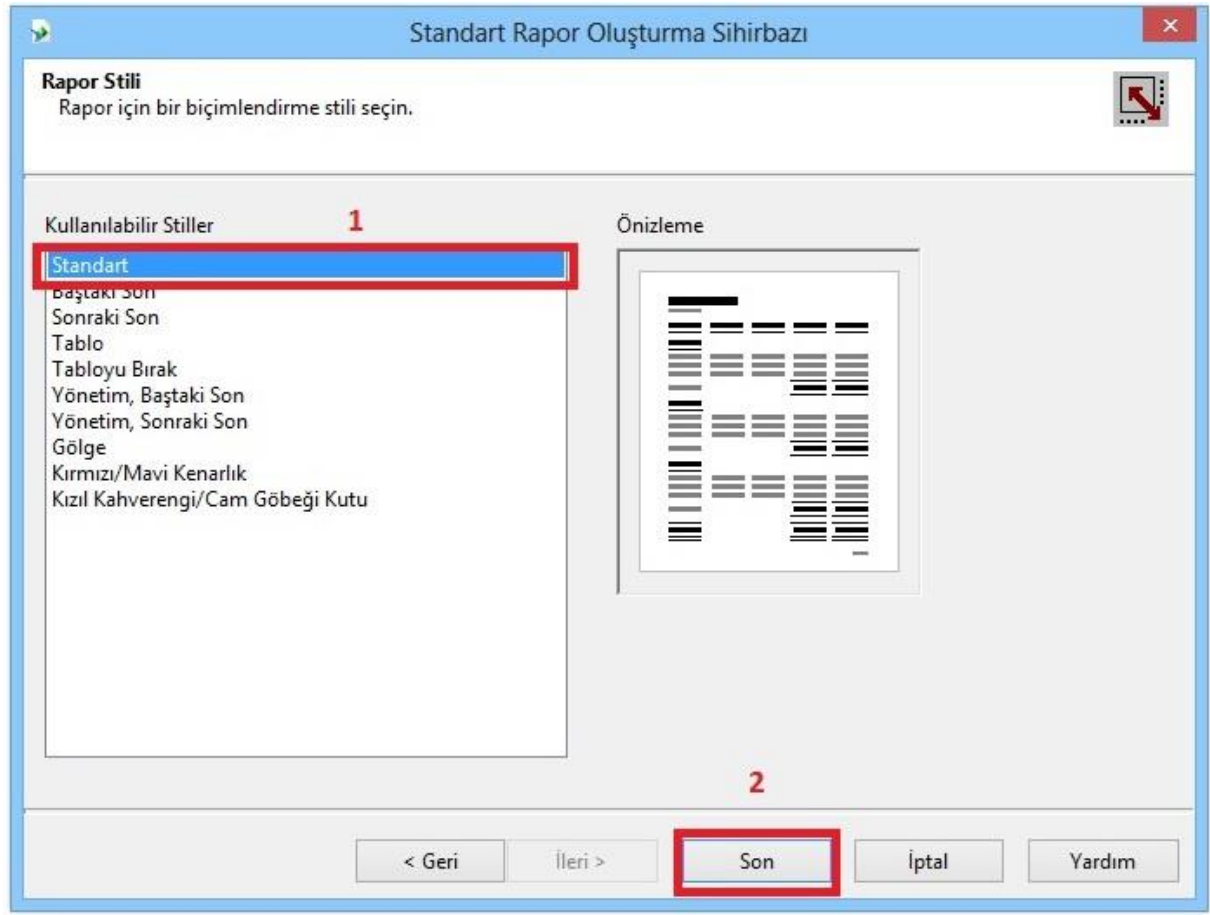 Standart Rapor Oluşturma Sihirbazı
Rapor Stili
Rapor için bir biçimlendirme stili seçin.
Kullanılabilir Stiller
1
Önizleme
Standart
Baştaki Son
Sonraki Son
Tablo
Tabloyu Bırak
Yönetim, Baştaki Son
Yönetim, Sonraki Son
Gölge
Kırmızı/Mavi Kenarlık
Kızıl Kahverengi/Cam Göbeği Kutu
2
< Geri
İleri >
Son
İptal
Yardım